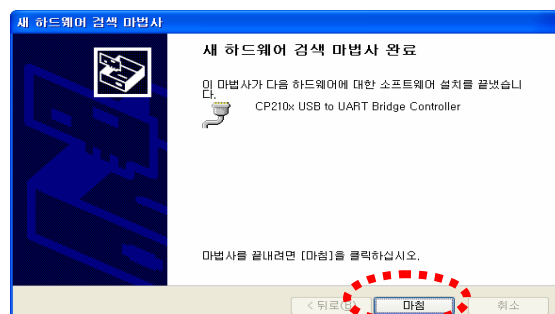 새 하드웨어 검색 마법사
새 하드웨어 검색 마법사 완료
이 마법사가 다음 하드웨어에 대한 소프트웨어 설치를 끝냈습니
다.
CP210x USB to UART Bridge Controller
마법사를 끝내려면 [마침]을 클릭하십시오.
< 뒤로(B) 마침 취소